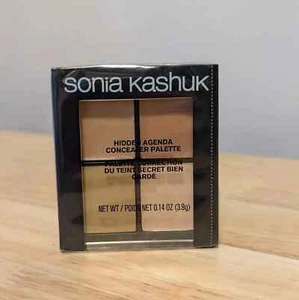 sonia kashuk
HIDDEN AGENDA
CONCEALER PALETTE
PALETTE CORRECTION
DU TEINT SECRET BIEN
GARDE
NET WT / POIDS NET 0.14 OZ (3.9g)